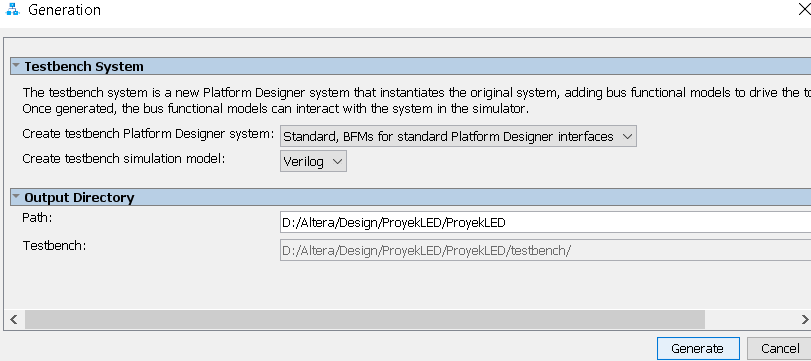 Generation
Testbench System
The testbench system is a new Platform Designer system that instantiates the original system, adding bus functional models to drive the to
Once generated, the bus functional models can interact with the system in the simulator.
Create testbench Platform Designer system: Standard, BFMs for standard Platform Designer interfaces
Create testbench simulation model: Verilog
Output Directory
Path: D:/Altera/Design/ProyekLED/ProyekLED
Testbench: D:/Altera/Design/ProyekLED/ProyekLED/testbench/
Generate Cancel